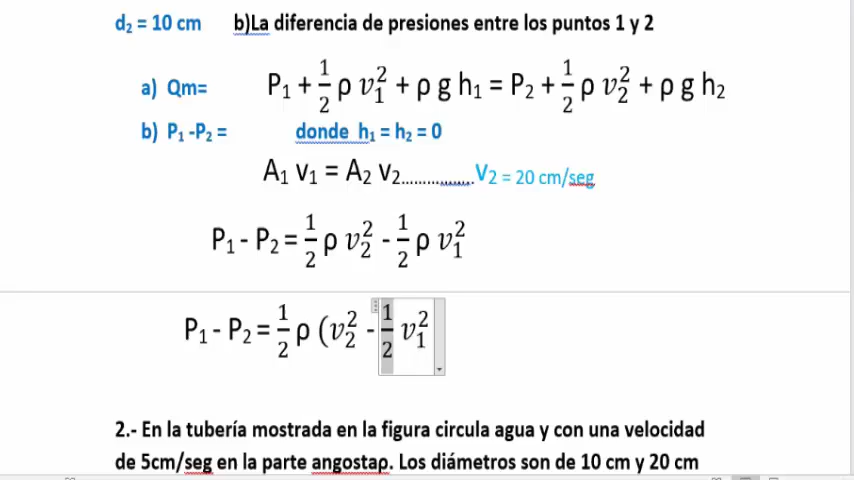 d₂ = 10 cm b)La diferencia de presiones entre los puntos 1 y 2
a) Qm= P₁ + 1/2 ρ v₁² + ρ g h₁ = P₂ + 1/2 ρ v₂² + ρ g h₂
b) P₁ -P₂ = donde h₁ = h₂ = 0
A₁ v₁ = A₂ v₂.................V₂ = 20 cm/seg
P₁ - P₂ = 1/2 ρ v₂² - 1/2 ρ v₁²
P₁ - P₂ = 1/2 ρ (v₂² - 1/2 v₁²
2.- En la tubería mostrada en la figura circula agua y con una velocidad
de 5cm/seg en la parte angostap. Los diámetros son de 10 cm y 20 cm